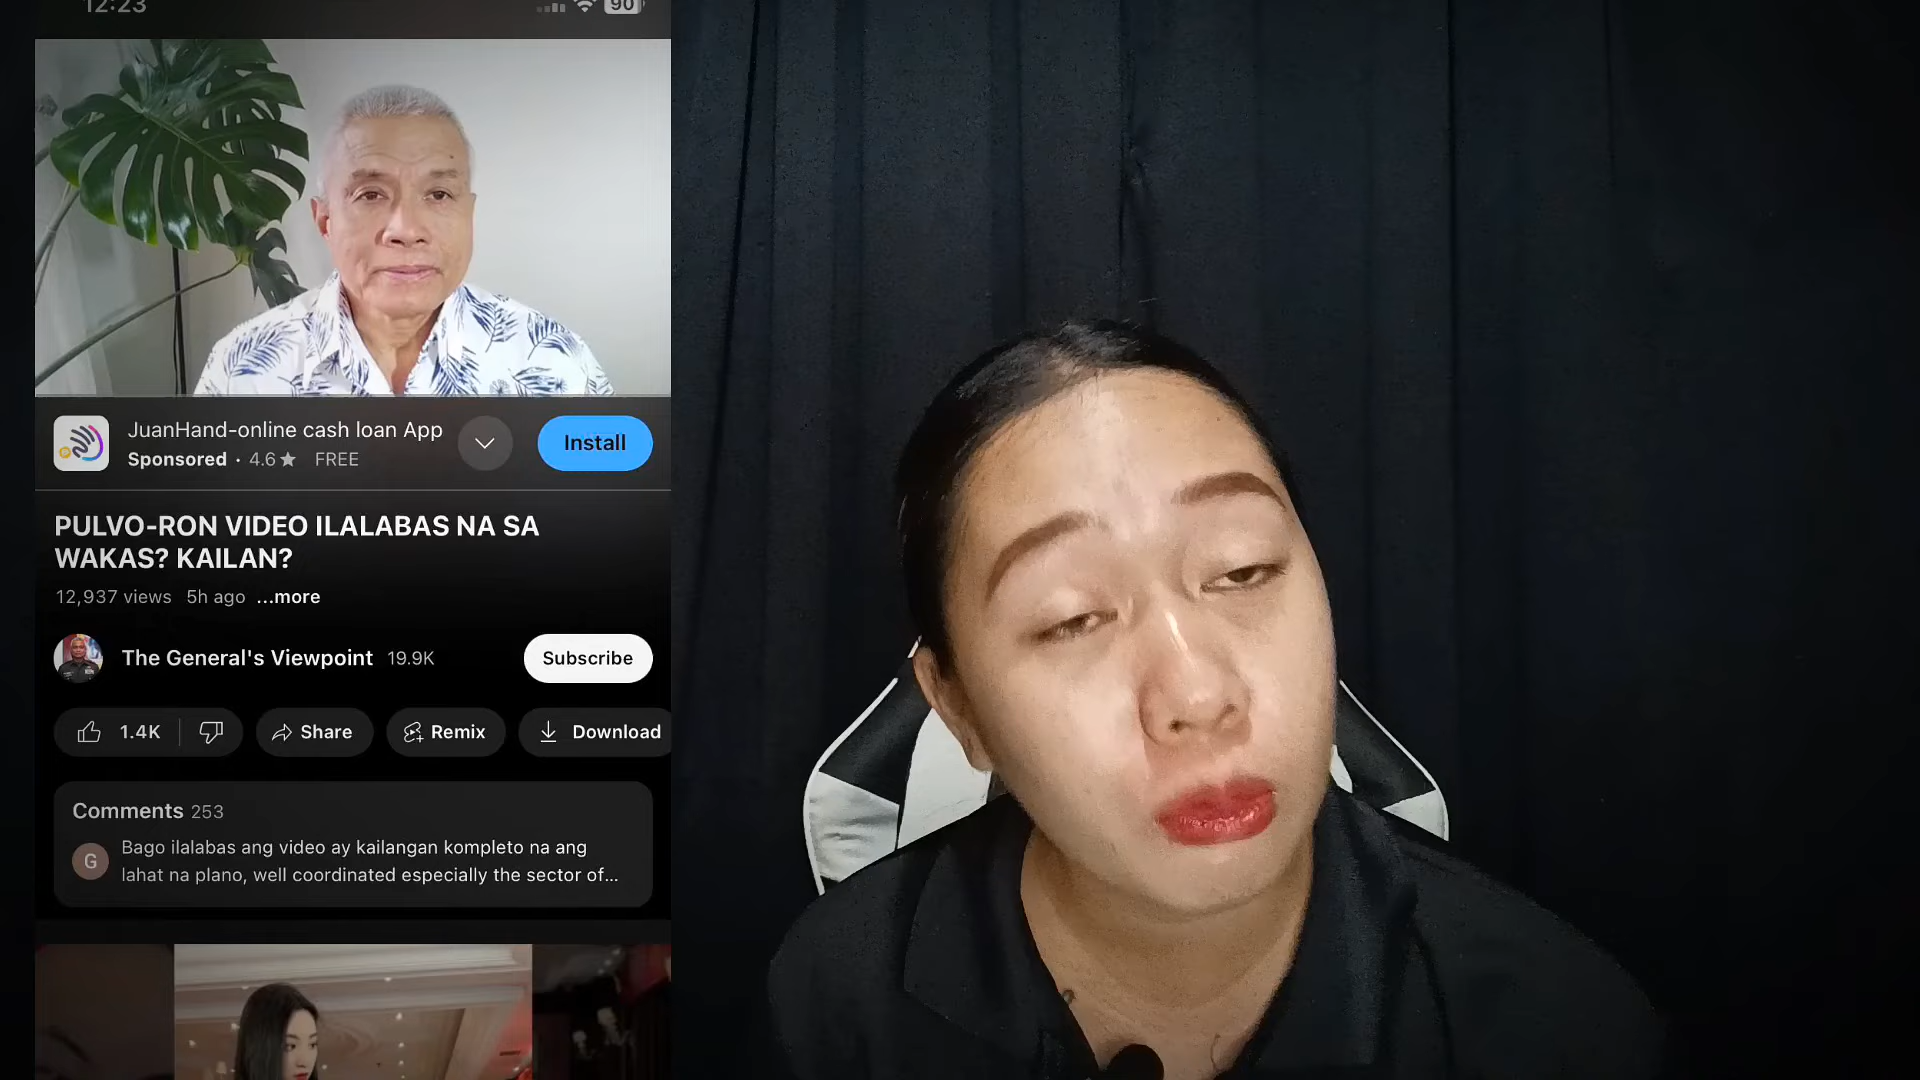 12:23
90
JuanHand-online cash loan App
Sponsored · 4.6★ FREE
Install
PULVO-RON VIDEO ILALABAS NA SA
WAKAS? KAILAN?
12,937 views 5h ago ...more
The General's Viewpoint 19.9K
Subscribe
1.4K
Share
Remix
Download
Comments 253
G
Bago ilalabas ang video ay kailangan kompleto na ang
lahat na plano, well coordinated especially the sector of...